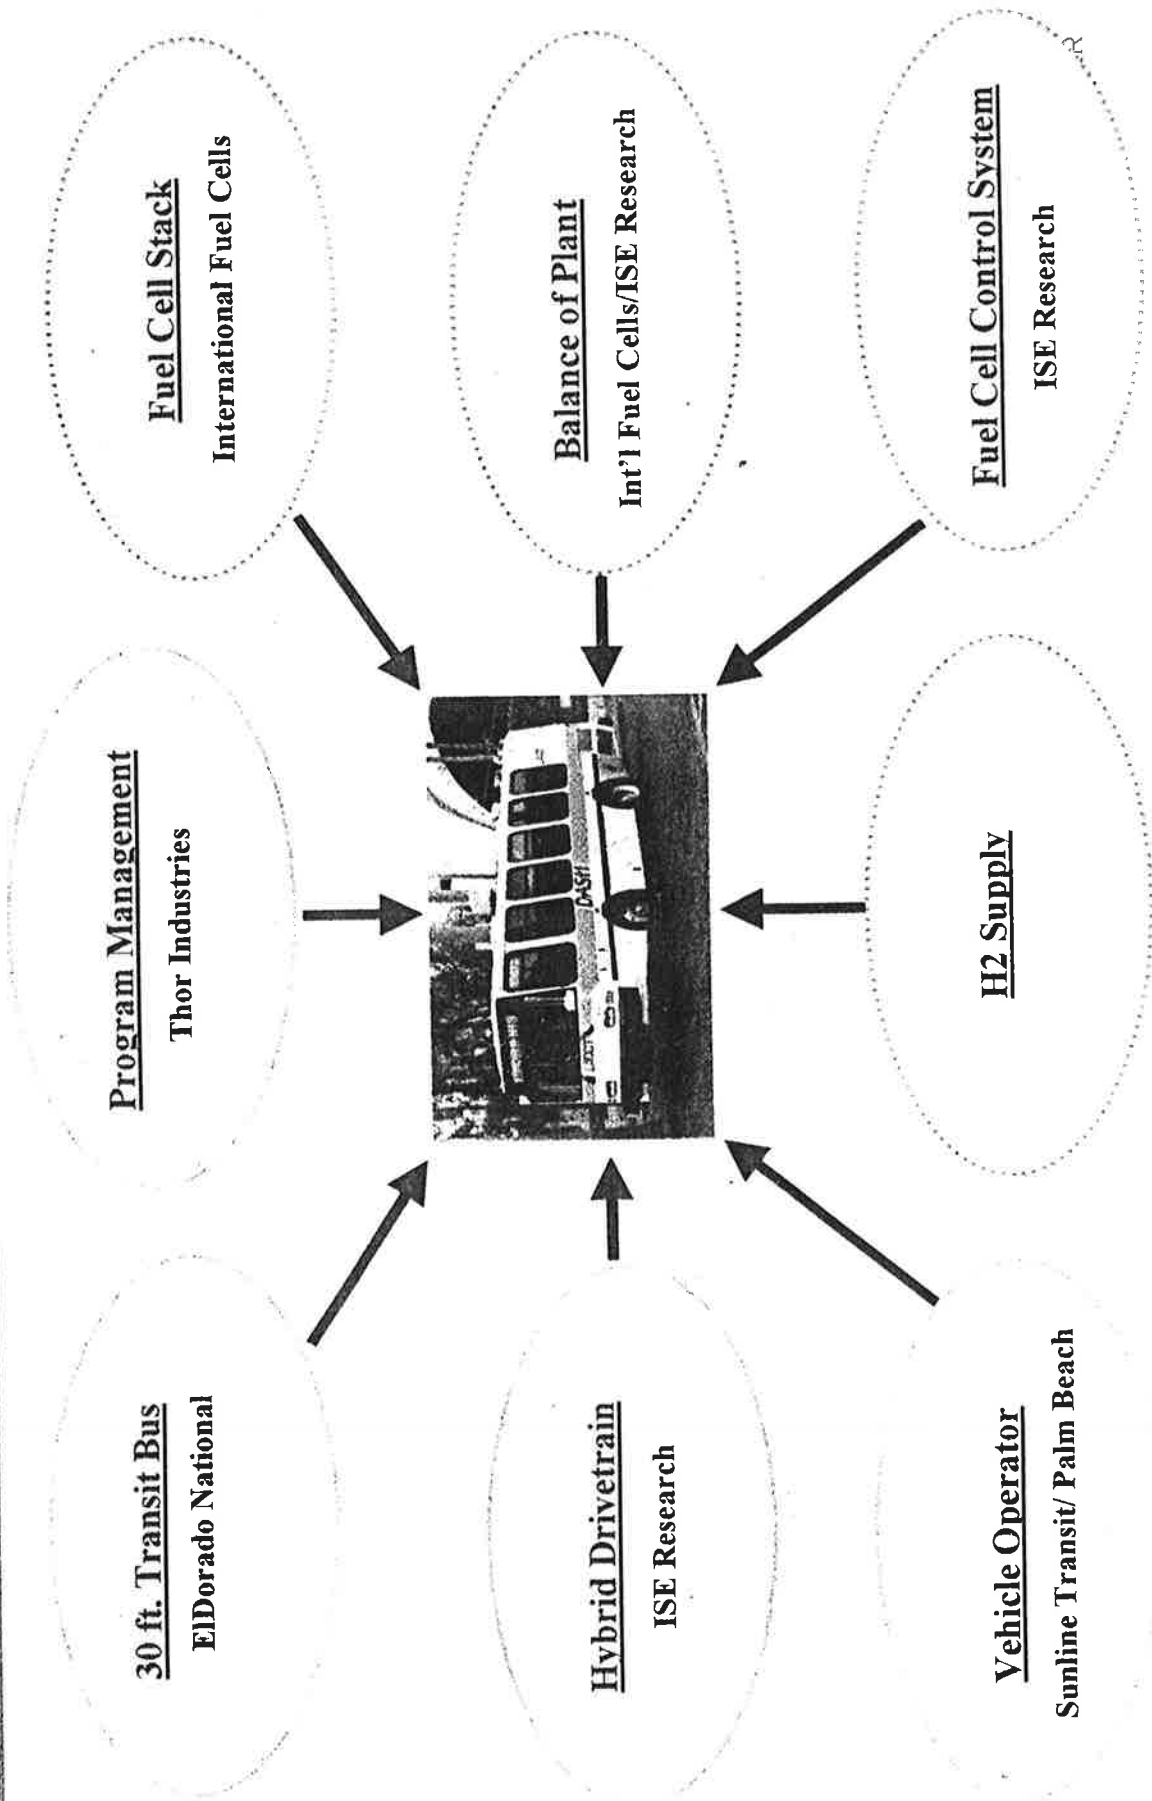 30 ft. Transit Bus
ElDorado National
Program Management
Thor Industries
Fuel Cell Stack
International Fuel Cells
Hybrid Drivetrain
ISE Research
DASH
Balance of Plant
Int'l Fuel Cells/ISE Research
Vehicle Operator
Sunline Transit/ Palm Beach
H2 Supply
Fuel Cell Control System
ISE Research